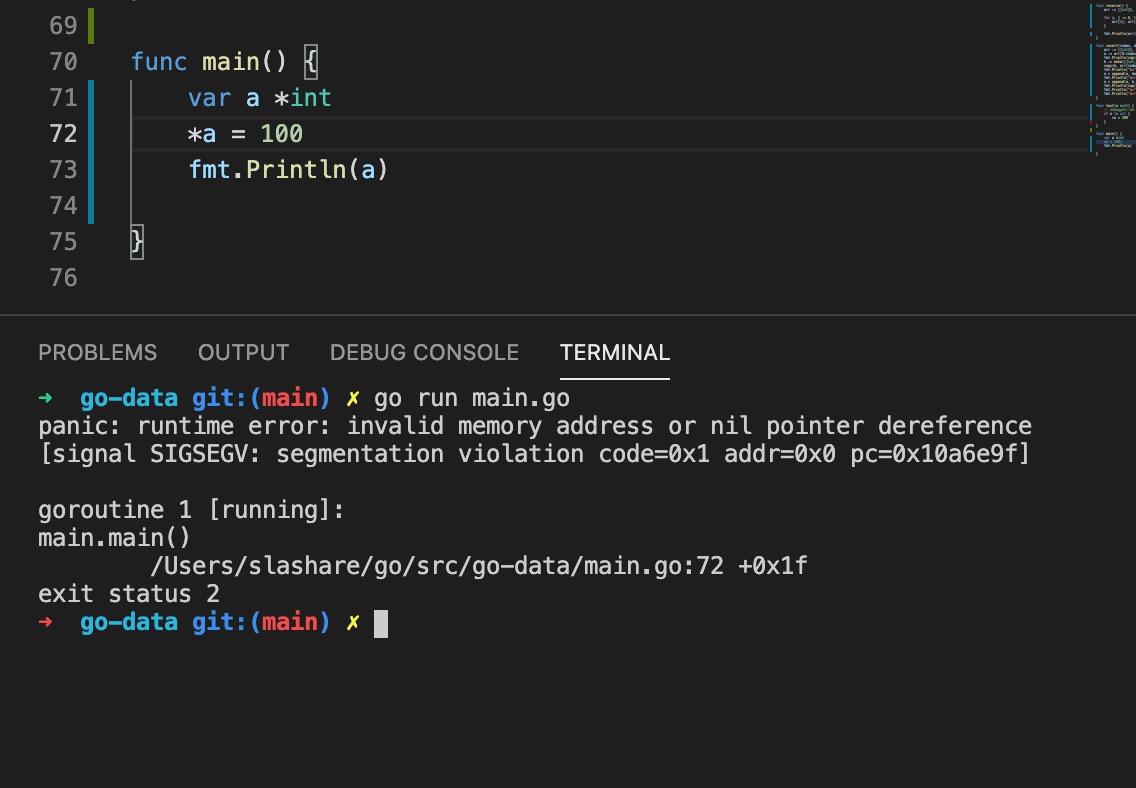 69
70 func main() {
71 var a *int
72 *a = 100
73 fmt.Println(a)
74
75 }
76
PROBLEMS OUTPUT DEBUG CONSOLE TERMINAL
➜ go-data git:(main) ✗ go run main.go
panic: runtime error: invalid memory address or nil pointer dereference
[signal SIGSEGV: segmentation violation code=0x1 addr=0x0 pc=0x10a6e9f]
goroutine 1 [running]:
main.main()
/Users/slashare/go/src/go-data/main.go:72 +0x1f
exit status 2
➜ go-data git:(main) ✗